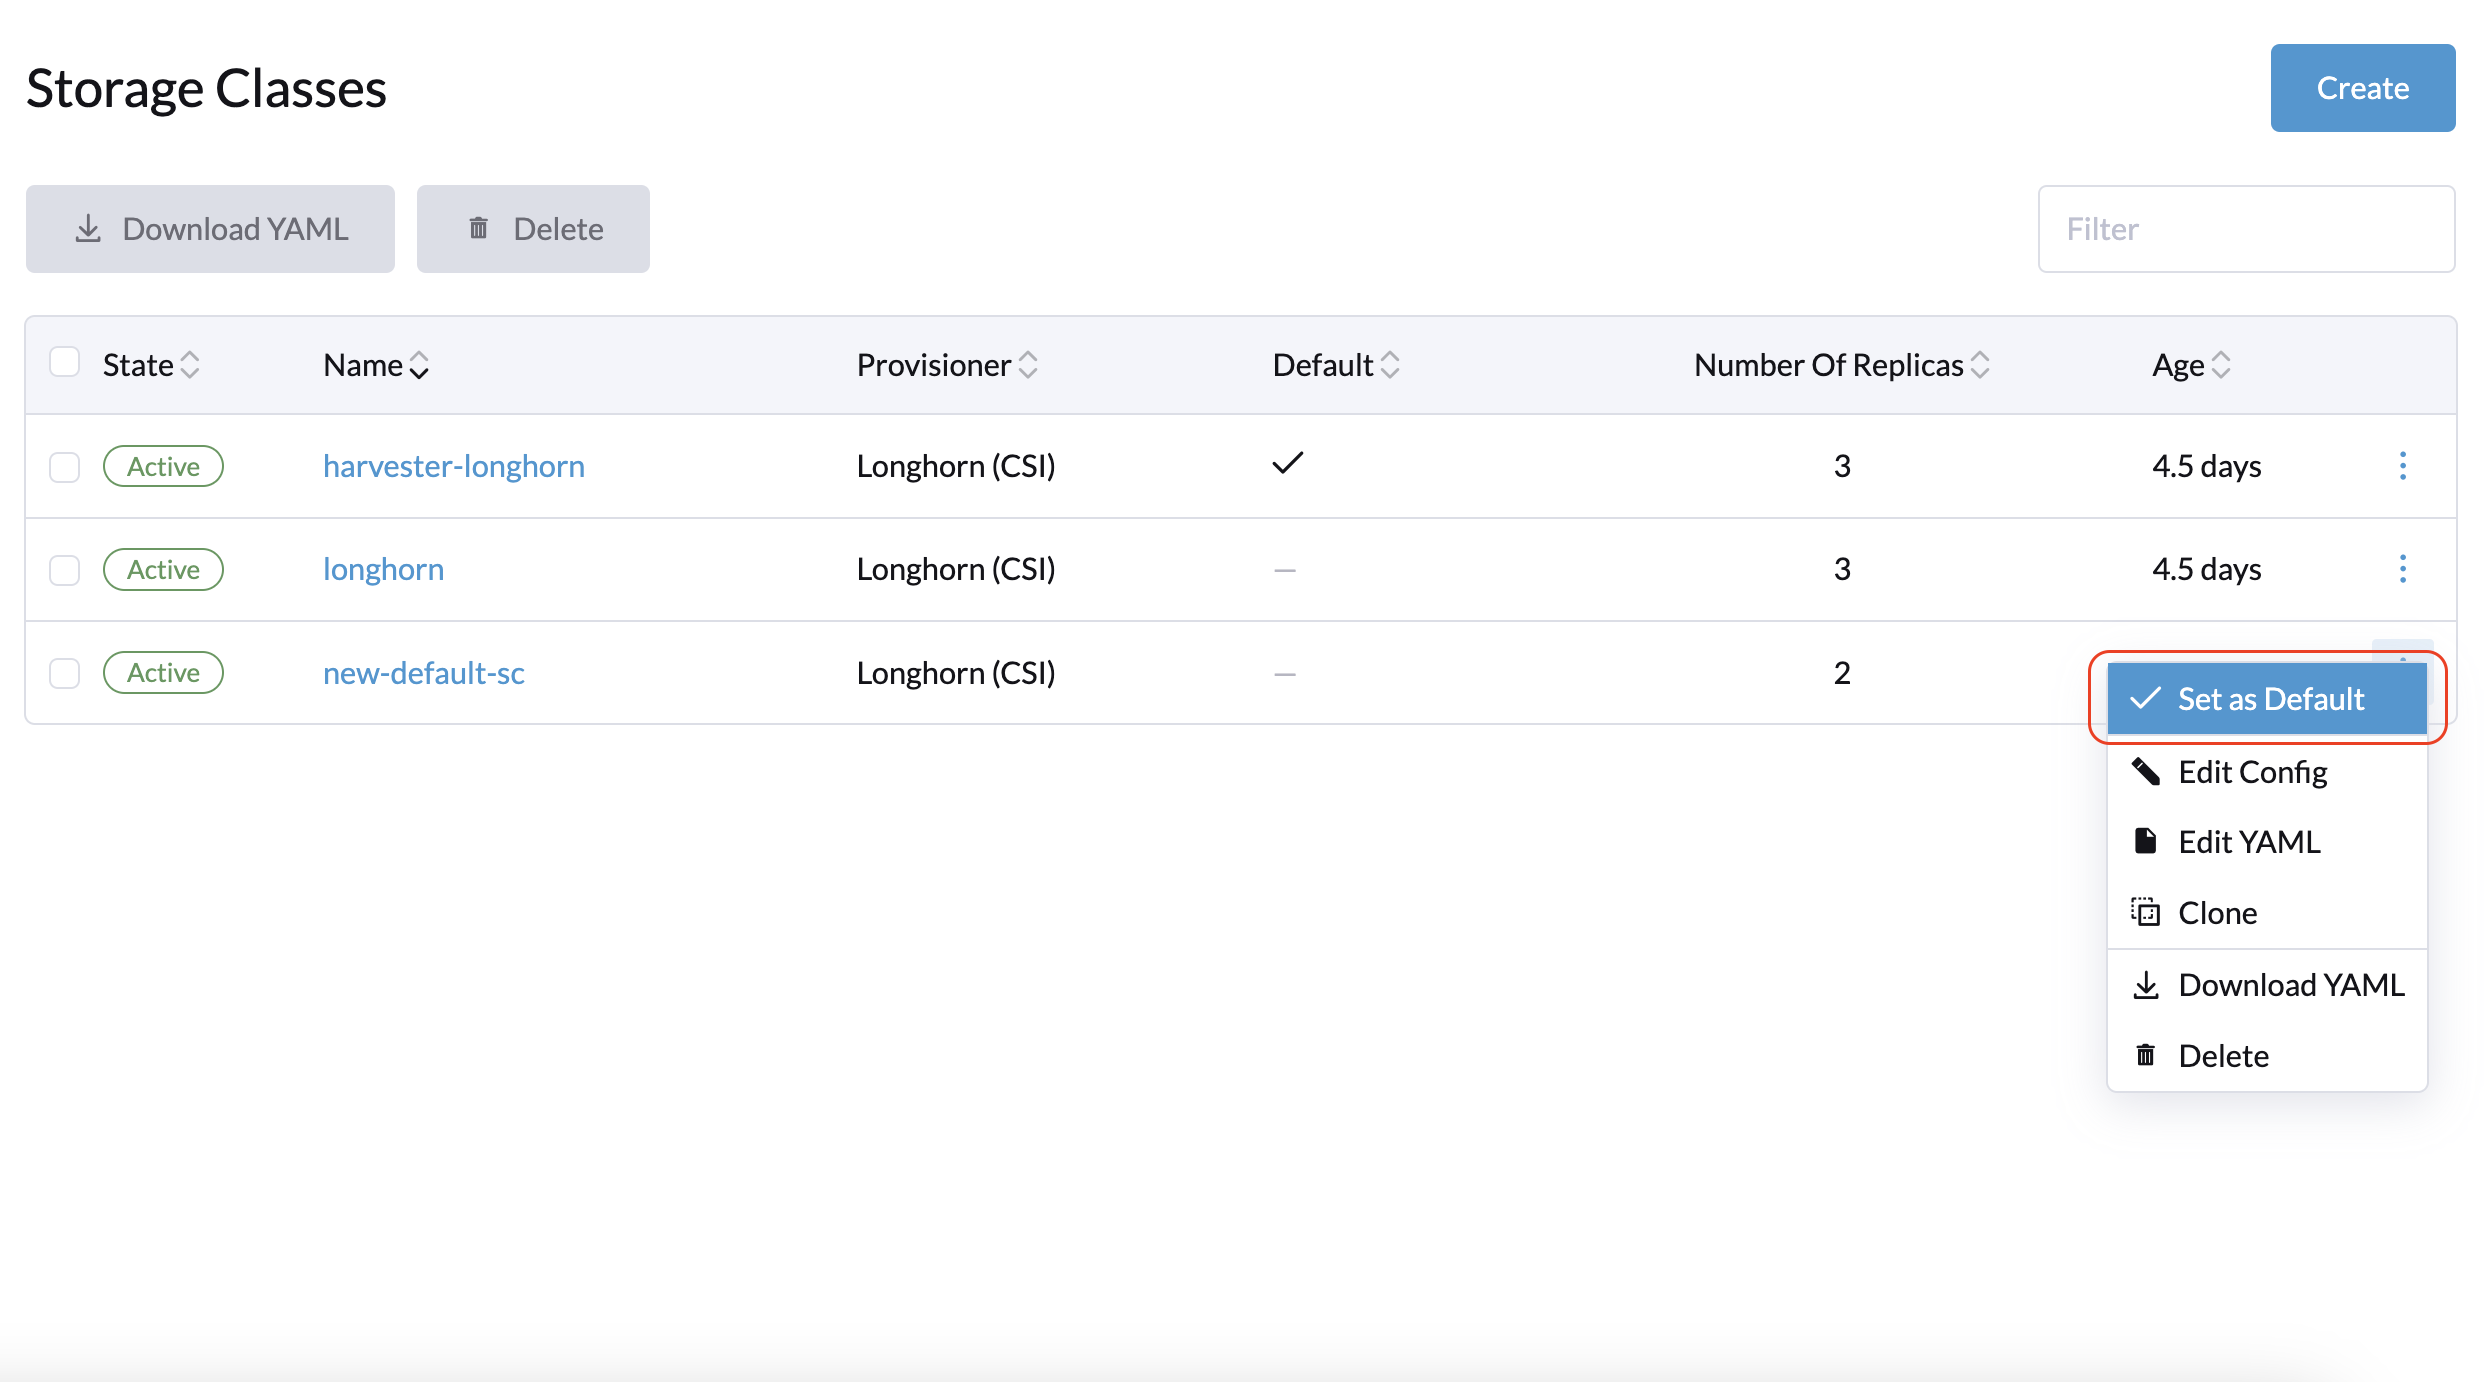 Storage Classes
Create
Download YAML Delete Filter
State Name Provisioner Default Number Of Replicas Age
Active harvester-longhorn Longhorn (CSI) 3 4.5 days
Active longhorn Longhorn (CSI) — 3 4.5 days
Active new-default-sc Longhorn (CSI) — 2
Set as Default
Edit Config
Edit YAML
Clone
Download YAML
Delete